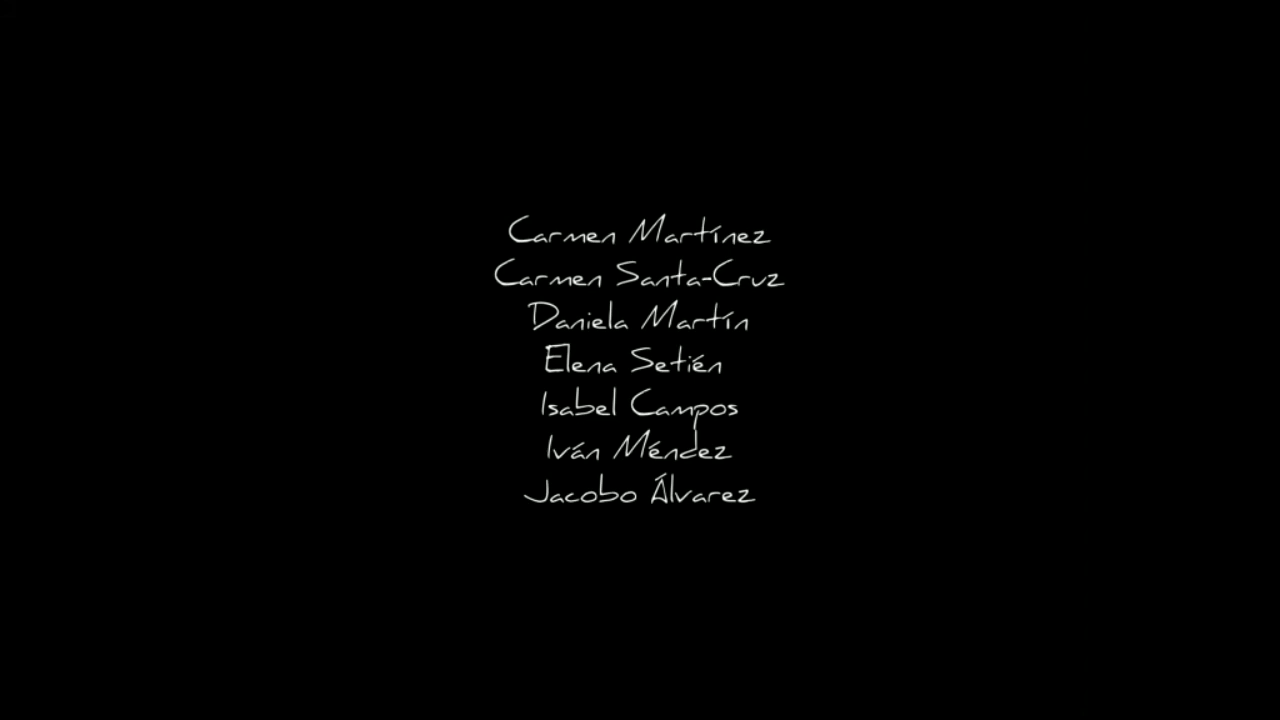 Carmen Martínez
Carmen Santa-Cruz
Daniela Martín
Elena Setién
Isabel Campos
Iván Méndez
Jacobo Álvarez